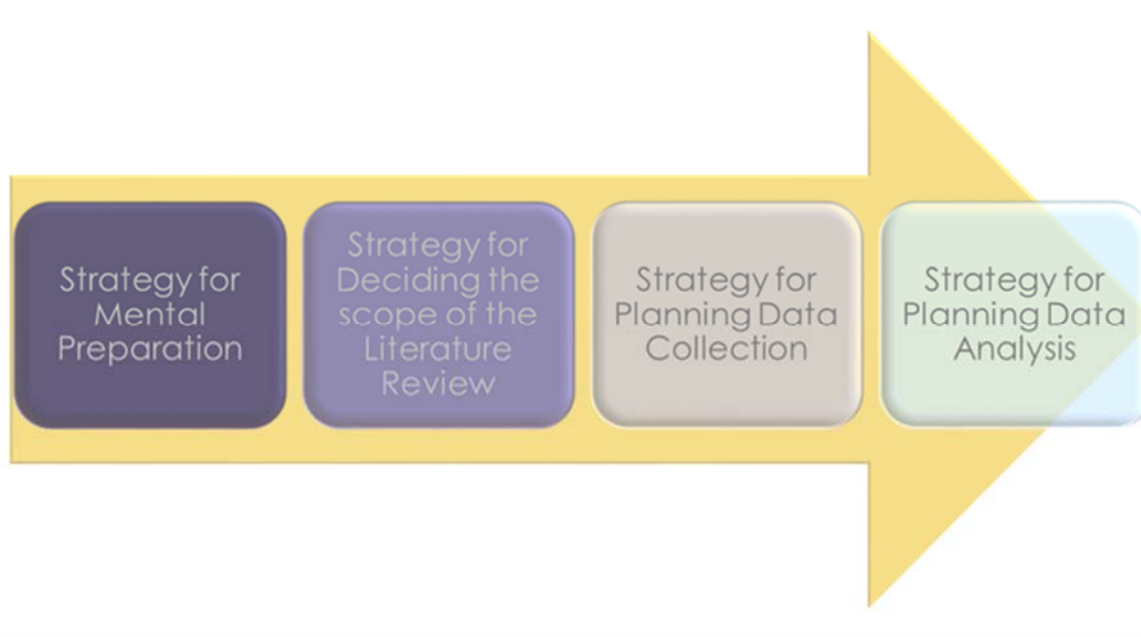 Strategy for
Mental
Preparation
Strategy for
Deciding the
scope of the
Literature
Review
Strategy for
Planning Data
Collection
Strategy for
Planning Data
Analysis